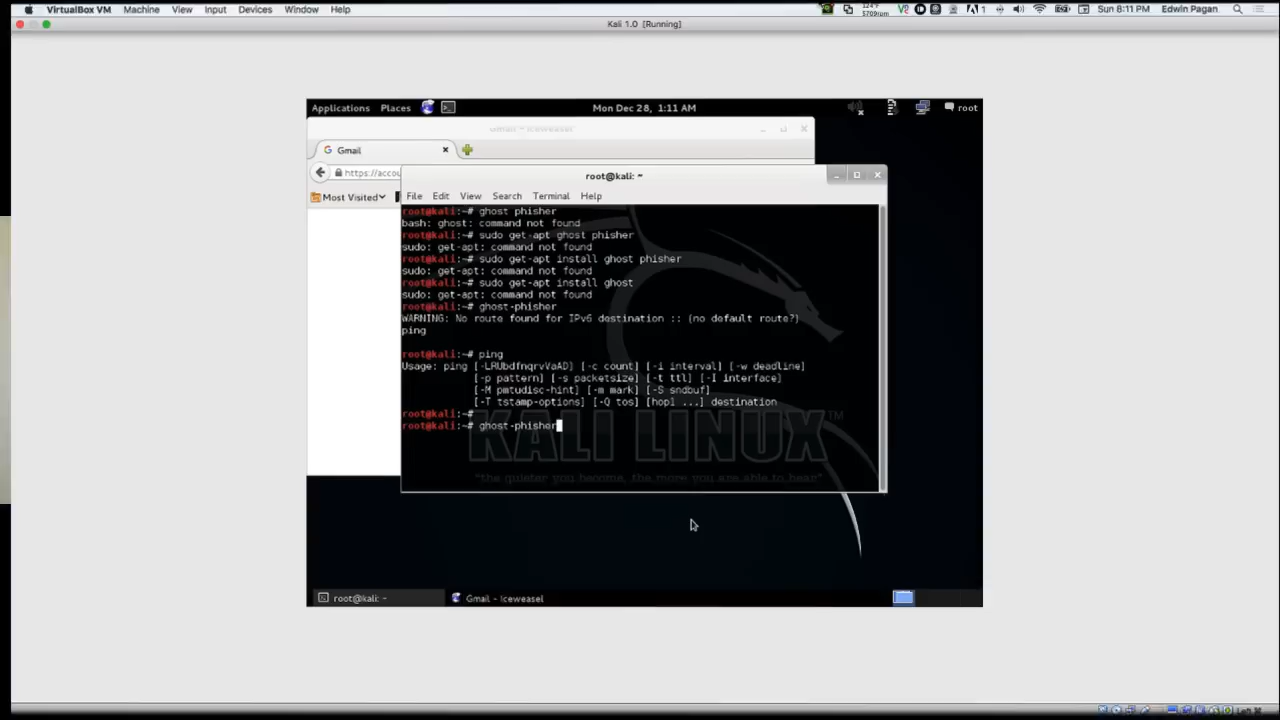 VirtualBox VM Machine View Input Devices Window Help
1 Sun 8:11 PM Edwin Pagan
Kali 1.0 [Running]
Applications Places Mon Dec 28, 1:11 AM root
Gmail - Iceweasel
Gmail
https://accou
Most Visited
root@kali: ~
File Edit View Search Terminal Help
root@kali:~# ghost phisher
bash: ghost: command not found
root@kali:~# sudo get-apt ghost phisher
sudo: get-apt: command not found
root@kali:~# sudo get-apt install ghost phisher
sudo: get-apt: command not found
root@kali:~# sudo get-apt install ghost
sudo: get-apt: command not found
root@kali:~# ghost-phisher
WARNING: No route found for IPv6 destination :: (no default route?)
ping
root@kali:~# ping
Usage: ping [-LRUbdfnqrvVaAD] [-c count] [-i interval] [-w deadline]
[-p pattern] [-s packetsize] [-t ttl] [-I interface]
[-M pmtudisc-hint] [-m mark] [-S sndbuf]
[-T tstamp-options] [-Q tos] [hop1 ...] destination
root@kali:~#
root@kali:~# ghost-phisher
KALI LINUX™
"the quieter you become, the more you are able to hear"
root@kali: ~ Gmail - Iceweasel
Left ⌘